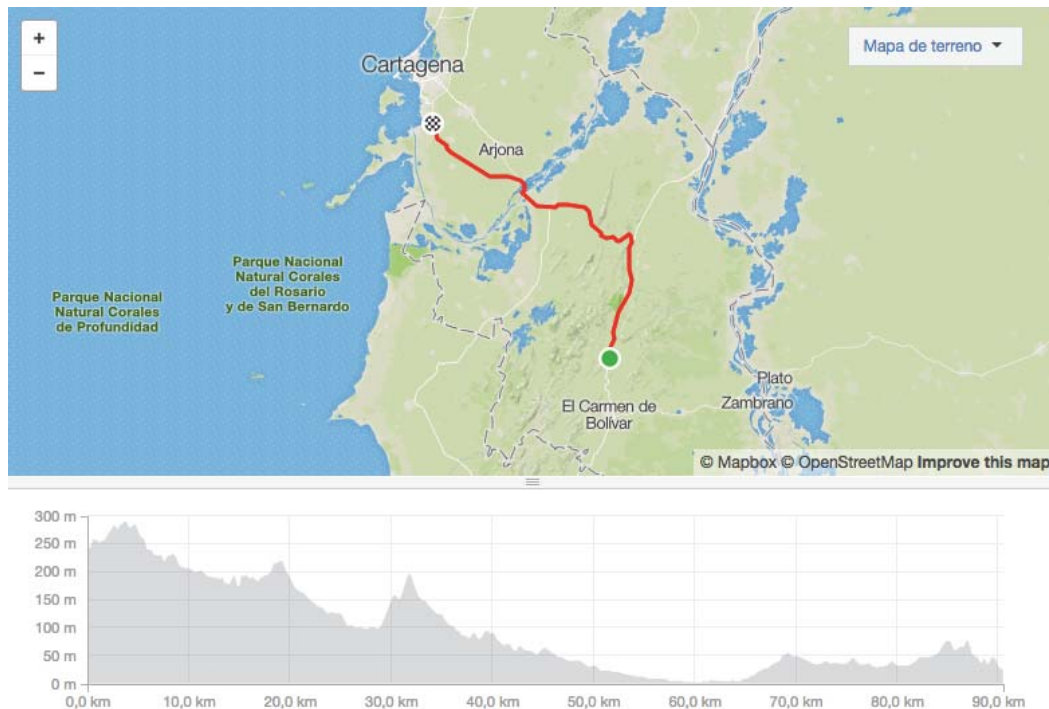 +
−
Mapa de terreno
Cartagena
Arjona
Parque Nacional
Natural Corales
del Rosario
y de San Bernardo
Parque Nacional
Natural Corales
de Profundidad
El Carmen de
Bolívar
Plato
Zambrano
© Mapbox © OpenStreetMap Improve this map
300 m
250 m
200 m
150 m
100 m
50 m
0 m
0,0 km 10,0 km 20,0 km 30,0 km 40,0 km 50,0 km 60,0 km 70,0 km 80,0 km 90,0 km